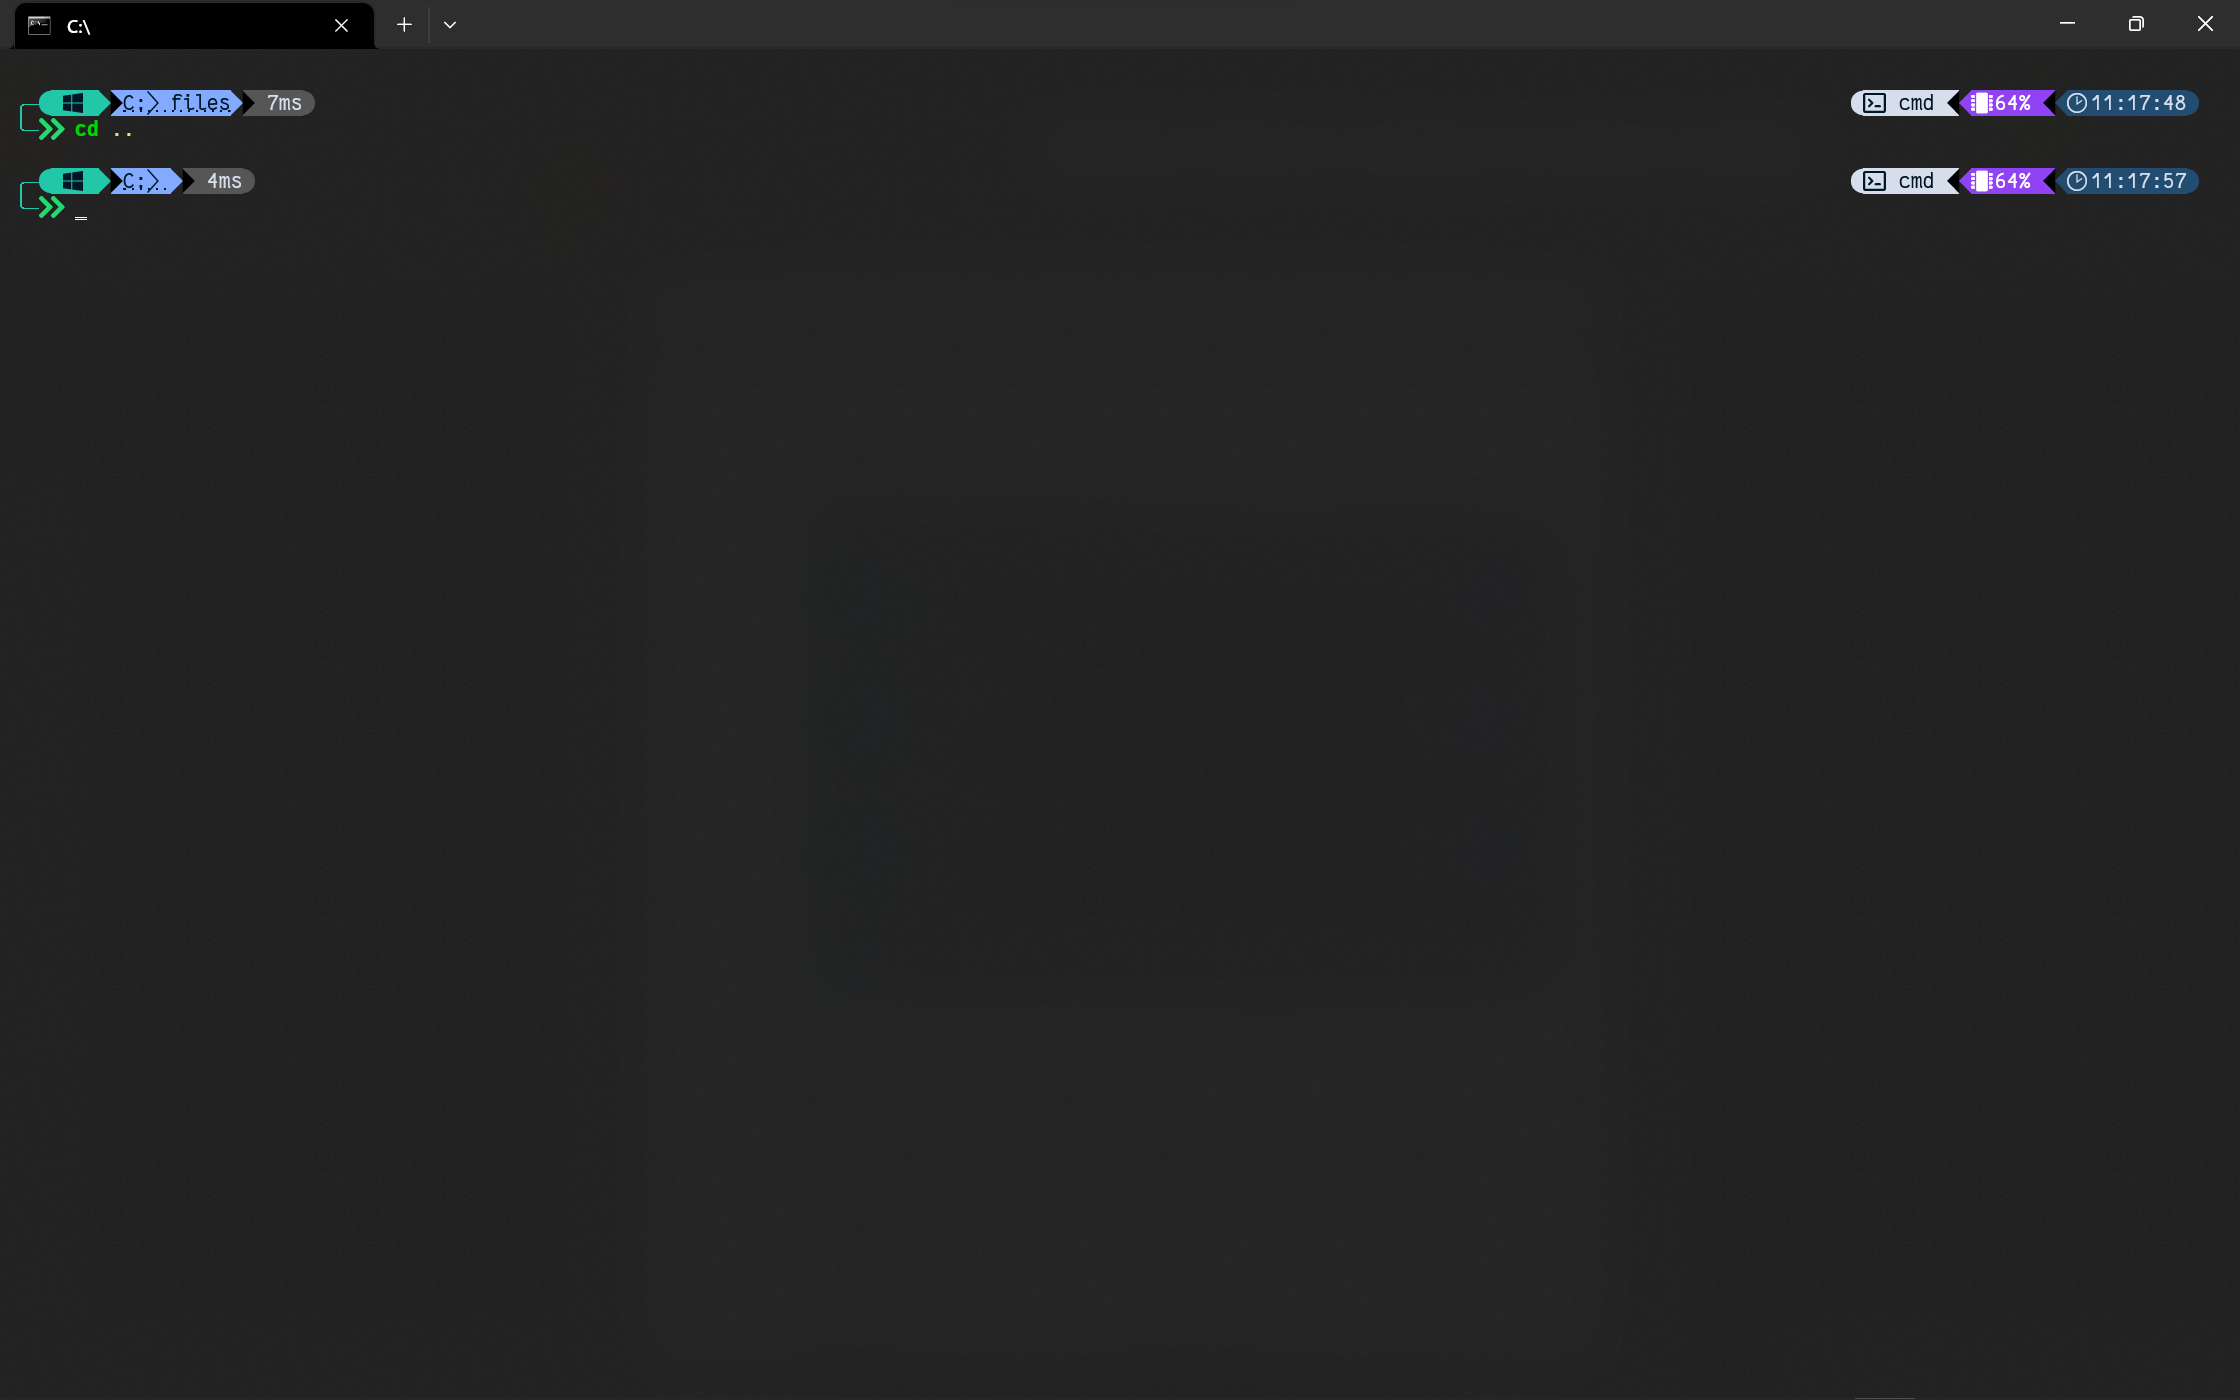 C:\
C: files 7ms cmd 64% 11:17:48
cd ..
C: 4ms cmd 64% 11:17:57